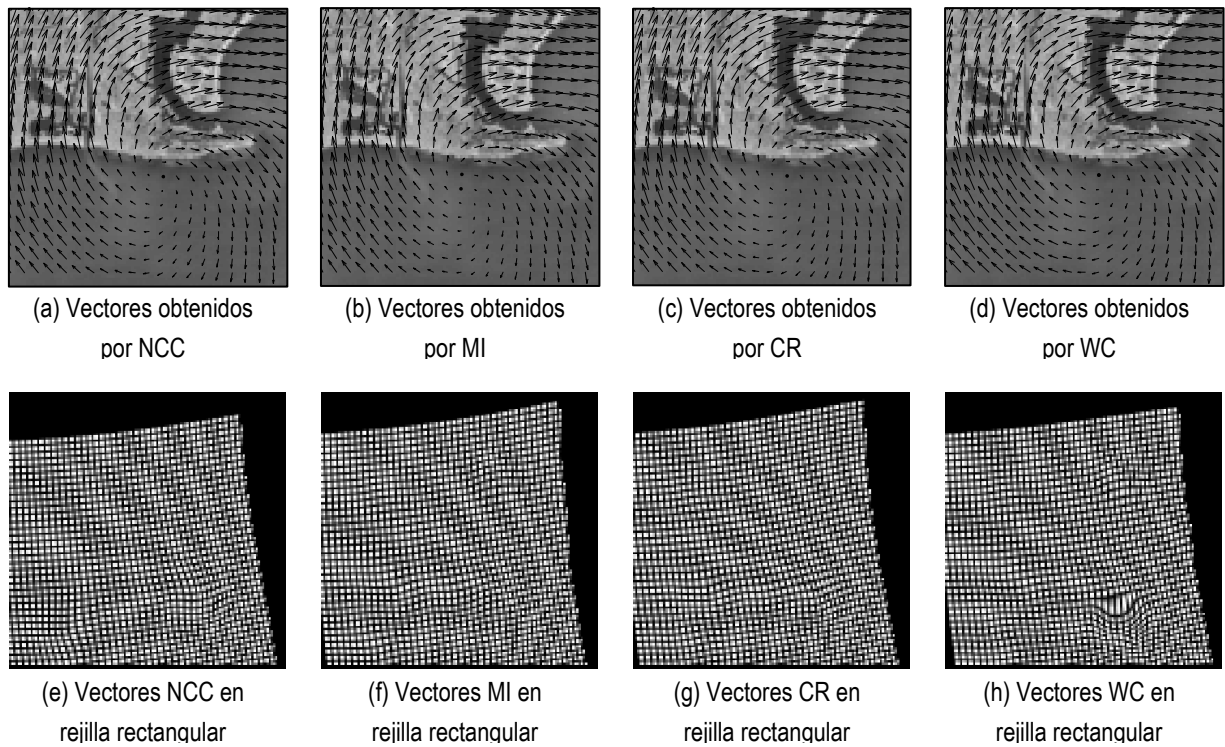 (a) Vectores obtenidos
por NCC
(b) Vectores obtenidos
por MI
(c) Vectores obtenidos
por CR
(d) Vectores obtenidos
por WC
(e) Vectores NCC en
rejilla rectangular
(f) Vectores MI en
rejilla rectangular
(g) Vectores CR en
rejilla rectangular
(h) Vectores WC en
rejilla rectangular